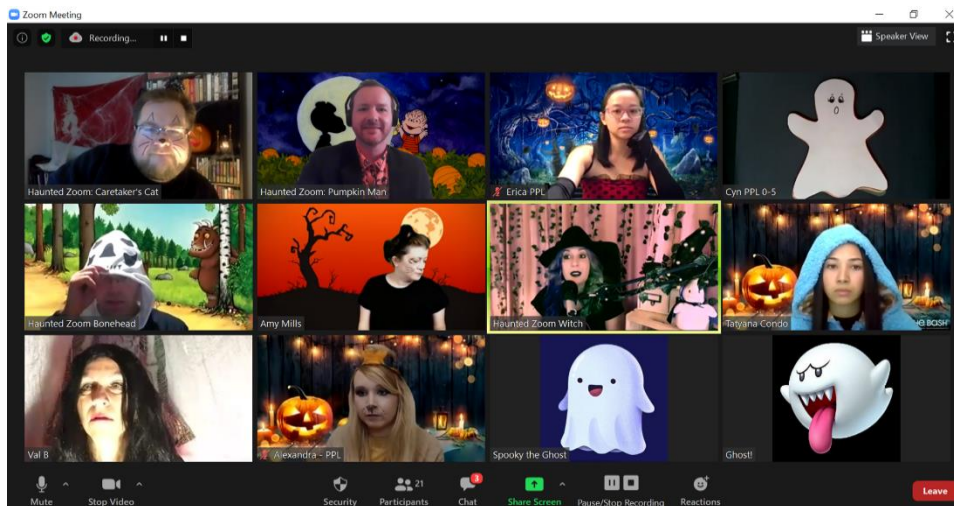 Zoom Meeting
Recording...
Speaker View
Haunted Zoom: Caretaker's Cat
Haunted Zoom: Pumpkin Man
Erica PPL
Cyn PPL 0-5
Haunted Zoom Bonehead
Amy Mills
Haunted Zoom Witch
Tatyana Condo
BASH
Val B
Alexandra - PPL
Spooky the Ghost
Ghost!
Mute
Stop Video
Security
21
Participants
3
Chat
Share Screen
Pause/Stop Recording
Reactions
Leave